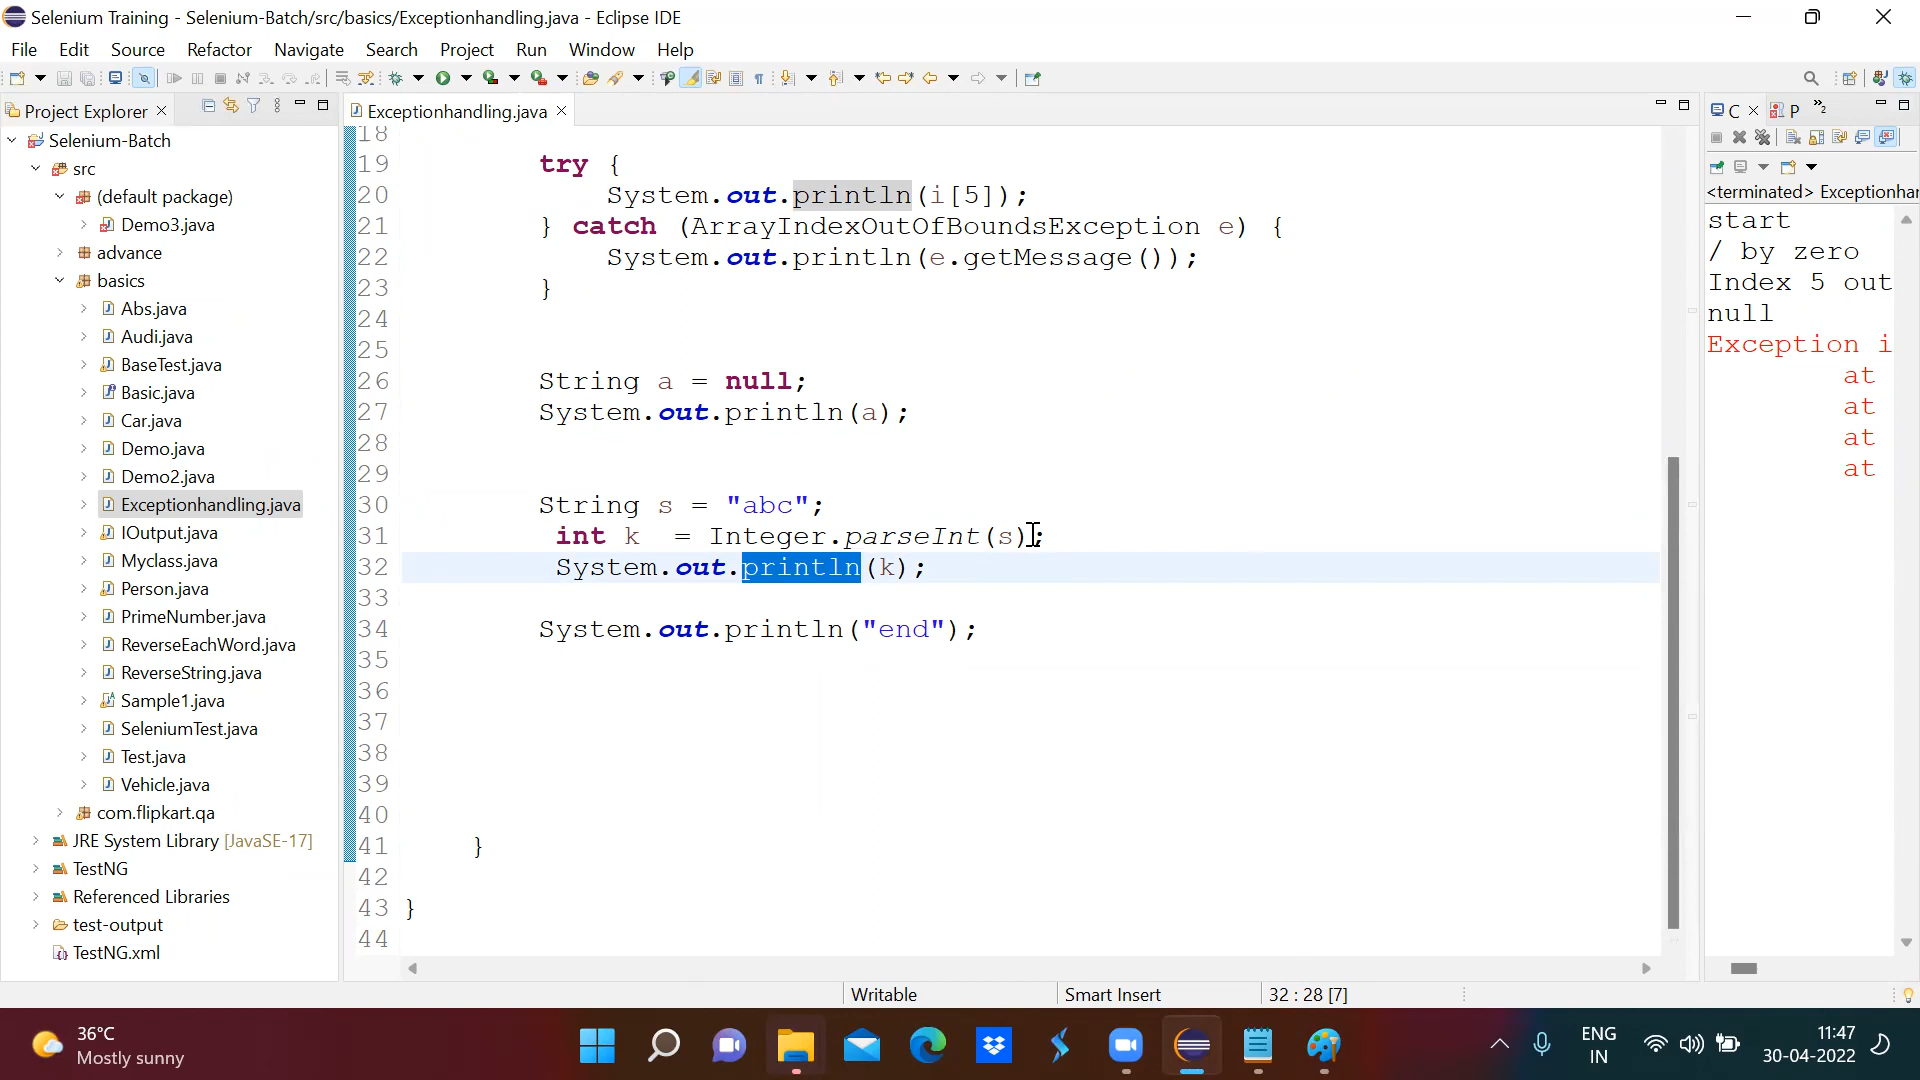 Selenium Training - Selenium-Batch/src/basics/Exceptionhandling.java - Eclipse IDE
File Edit Source Refactor Navigate Search Project Run Window Help
Project Explorer
Selenium-Batch
src
(default package)
Demo3.java
advance
basics
Abs.java
Audi.java
BaseTest.java
Basic.java
Car.java
Demo.java
Demo2.java
Exceptionhandling.java
IOutput.java
Myclass.java
Person.java
PrimeNumber.java
ReverseEachWord.java
ReverseString.java
Sample1.java
SeleniumTest.java
Test.java
Vehicle.java
com.flipkart.qa
JRE System Library [JavaSE-17]
TestNG
Referenced Libraries
test-output
TestNG.xml
Exceptionhandling.java
18
19 try {
20 System.out.println(i[5]);
21 } catch (ArrayIndexOutOfBoundsException e) {
22 System.out.println(e.getMessage());
23 }
24
25
26 String a = null;
27 System.out.println(a);
28
29
30 String s = "abc";
31 int k = Integer.parseInt(s);
32 System.out.println(k);
33
34 System.out.println("end");
35
36
37
38
39
40
41 }
42
43 }
44
C P
<terminated> Exceptionhar
start
/ by zero
Index 5 out
null
Exception i
at
at
at
at
Writable Smart Insert 32 : 28 [7]
36°C
Mostly sunny
ENG
IN
11:47
30-04-2022